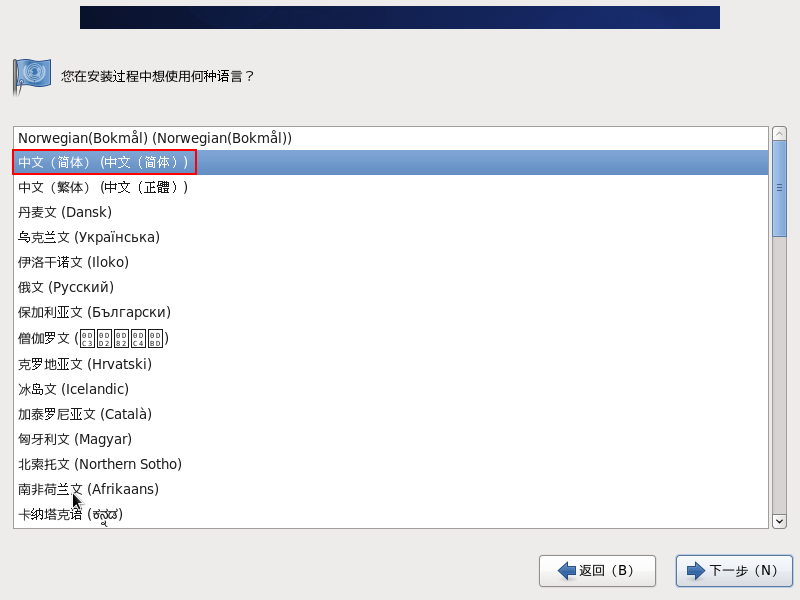 您在安装过程中想使用何种语言？
Norwegian(Bokmål) (Norwegian(Bokmål))
中文（简体） (中文（简体）)
中文（繁体） (中文（正體）)
丹麦文 (Dansk)
乌克兰文 (Українська)
伊洛干诺文 (Iloko)
俄文 (Русский)
保加利亚文 (Български)
僧伽罗文 (0DC3 0DD2 0DB2 0DC4 0DBD)
克罗地亚文 (Hrvatski)
冰岛文 (Icelandic)
加泰罗尼亚文 (Català)
匈牙利文 (Magyar)
北索托文 (Northern Sotho)
南非荷兰文 (Afrikaans)
卡纳塔克语 (ಕನ್ನಡ)
返回（B） 下一步（N）